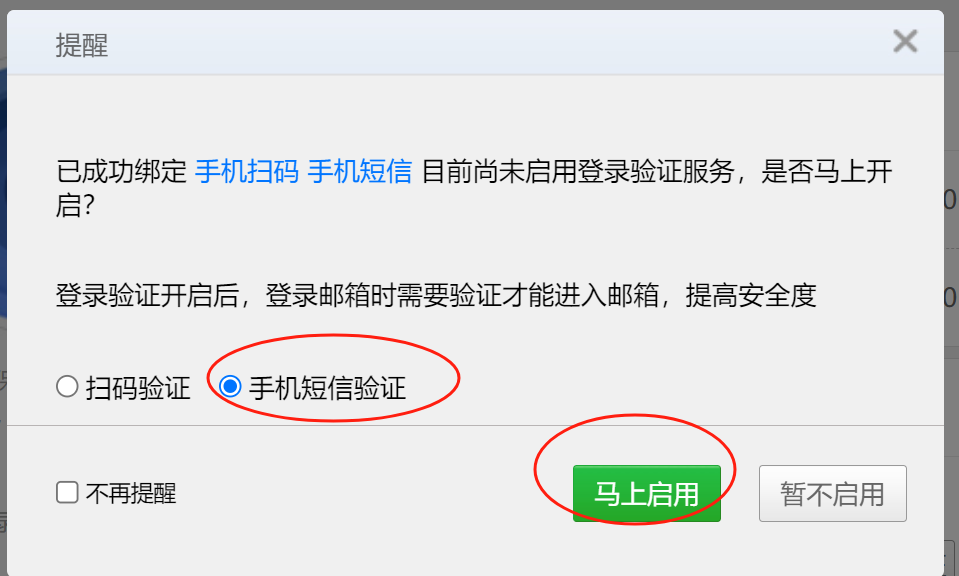 提醒
已成功绑定 手机扫码 手机短信 目前尚未启用登录验证服务，是否马上开
启？
登录验证开启后，登录邮箱时需要验证才能进入邮箱，提高安全度
扫码验证 手机短信验证
不再提醒 马上启用 暂不启用